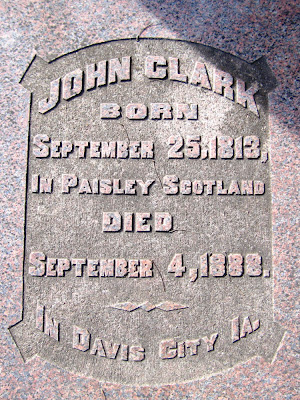 JOHN CLARK
BORN
SEPTEMBER 25, 1813,
IN PAISLEY SCOTLAND
DIED
SEPTEMBER 4, 1888.
IN DAVIS CITY IA.